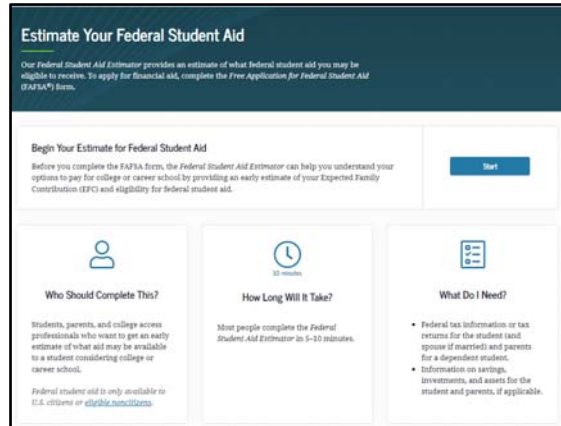 Estimate Your Federal Student Aid
Our Federal Student Aid Estimator provides an estimate of what federal student aid you may be
eligible to receive. To apply for financial aid, complete the Free Application for Federal Student Aid
(FAFSA®) form.
Begin Your Estimate for Federal Student Aid
Before you complete the FAFSA form, the Federal Student Aid Estimator can help you understand your
options to pay for college or career school by providing an early estimate of your Expected Family
Contribution (EFC) and eligibility for federal student aid.
Start
Who Should Complete This?
Students, parents, and college access
professionals who want to get an early
estimate of what aid may be available
to a student considering college or
career school.
Federal student aid is only available to
U.S. citizens or eligible noncitizens.
10 minutes
How Long Will It Take?
Most people complete the Federal
Student Aid Estimator in 5–10 minutes.
What Do I Need?
• Federal tax information or tax
returns for the student (and
spouse if married) and parents
for a dependent student.
• Information on savings,
investments, and assets for the
student and parents, if applicable.